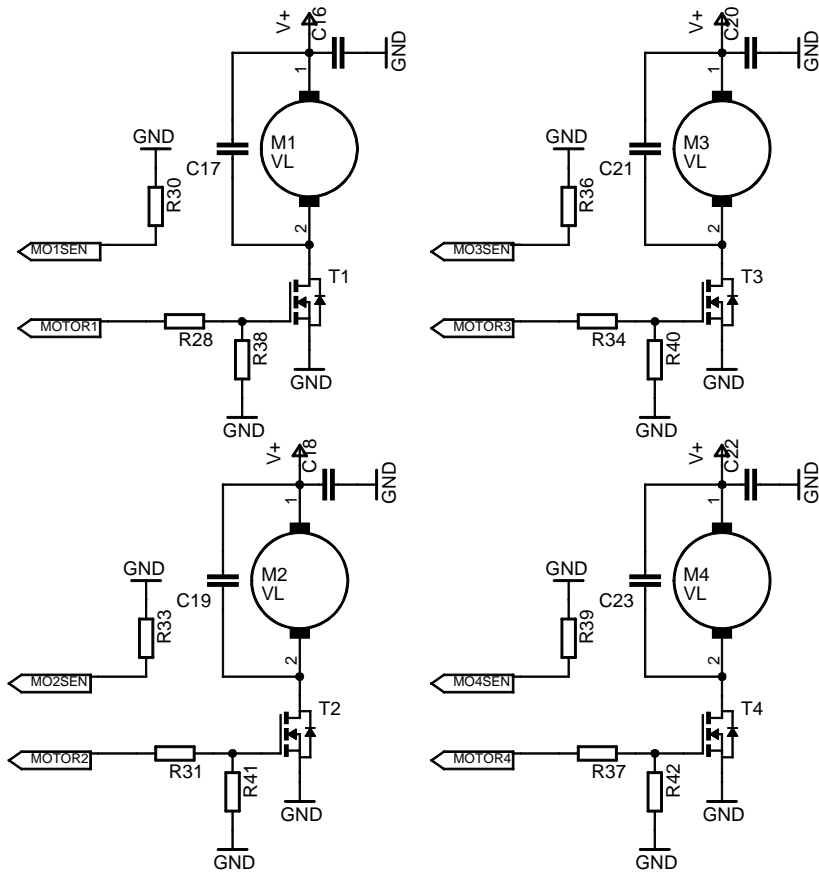 V+
C16
GND
1
M1
VL
C17
GND
R30
2
MO1SEN
T1
MOTOR1
R28
R38
GND
GND
V+
C20
GND
1
M3
VL
C21
GND
R36
2
MO3SEN
T3
MOTOR3
R34
R40
GND
GND
V+
C18
GND
1
M2
VL
C19
GND
R33
2
MO2SEN
T2
MOTOR2
R31
R41
GND
GND
V+
C22
GND
1
M4
VL
C23
GND
R39
2
MO4SEN
T4
MOTOR4
R37
R42
GND
GND